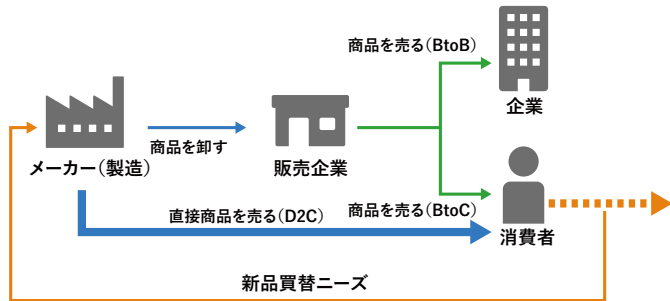 商品を売る(BtoB)
企業
商品を卸す
メーカー(製造)
販売企業
直接商品を売る(D2C)
商品を売る(BtoC)
消費者
新品買替ニーズ